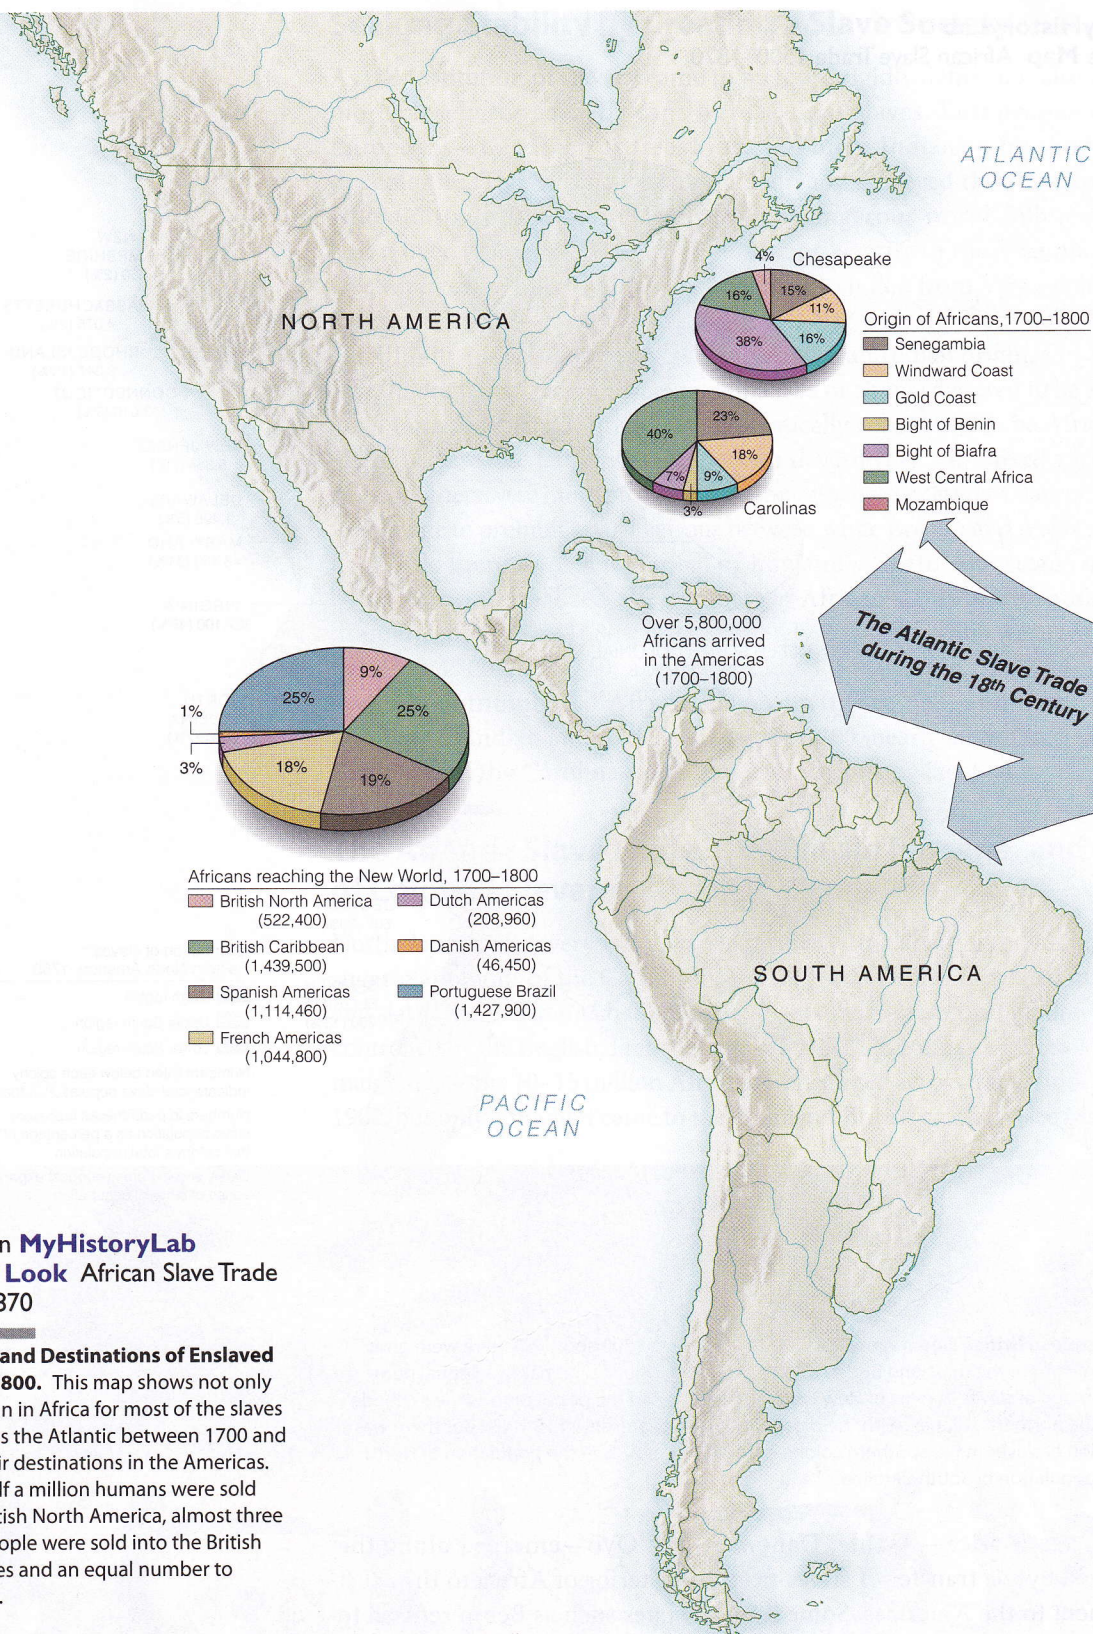 ATLANTIC
OCEAN
NORTH AMERICA
4%
Chesapeake
15%
11%
16%
38%
16%
23%
18%
9%
3%
7%
40%
Carolinas
Origin of Africans,1700–1800
Senegambia
Windward Coast
Gold Coast
Bight of Benin
Bight of Biafra
West Central Africa
Mozambique
The Atlantic Slave Trade
during the 18th Century
Over 5,800,000
Africans arrived
in the Americas
(1700–1800)
9%
25%
19%
18%
3%
1%
25%
Africans reaching the New World, 1700–1800
British North America
(522,400)
British Caribbean
(1,439,500)
Spanish Americas
(1,114,460)
French Americas
(1,044,800)
Dutch Americas
(208,960)
Danish Americas
(46,450)
Portuguese Brazil
(1,427,900)
SOUTH AMERICA
PACIFIC
OCEAN
n MyHistoryLab
Look African Slave Trade
870
and Destinations of Enslaved
800. This map shows not only
n in Africa for most of the slaves
s the Atlantic between 1700 and
ir destinations in the Americas.
lf a million humans were sold
tish North America, almost three
ople were sold into the British
es and an equal number to